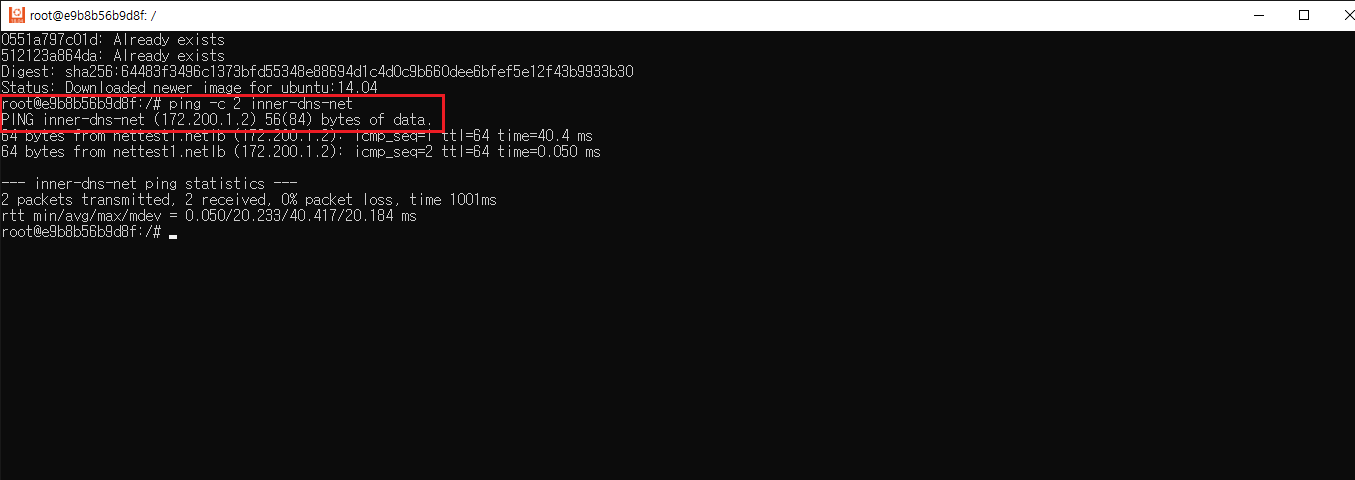 root@e9b8b56b9d8f: /
0551a797c01d: Already exists
512123a864da: Already exists
Digest: sha256:64483f3496c1373bfd55348e88694d1c4d0c9b660dee6bfef5e12f43b9933b30
Status: Downloaded newer image for ubuntu:14.04
root@e9b8b56b9d8f:/# ping -c 2 inner-dns-net
PING inner-dns-net (172.200.1.2) 56(84) bytes of data.
64 bytes from nettest1.netlb (172.200.1.2): icmp_seq=1 ttl=64 time=40.4 ms
64 bytes from nettest1.netlb (172.200.1.2): icmp_seq=2 ttl=64 time=0.050 ms
--- inner-dns-net ping statistics ---
2 packets transmitted, 2 received, 0% packet loss, time 1001ms
rtt min/avg/max/mdev = 0.050/20.233/40.417/20.184 ms
root@e9b8b56b9d8f:/#